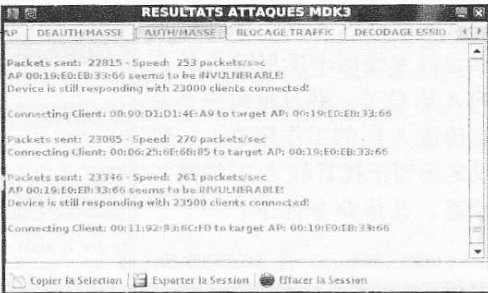 RESULTATS ATTAQUES MDK3
AP DEAUTH/MASSE AUTH/MASSE BLOCAGE TRAFFIC DECODAGE ESSID
Packets sent: 22815 - Speed: 253 packets/sec
AP 00:19:E0:EB:33:66 seems to be INVULNERABLE!
Device is still responding with 23000 clients connected!
Connecting Client: 00:90:D1:D1:4E:A9 to target AP: 00:19:E0:EB:33:66
Packets sent: 23085 - Speed: 270 packets/sec
Connecting Client: 00:06:25:6E:6B:85 to target AP: 00:19:E0:EB:33:66
Packets sent: 23346 - Speed: 261 packets/sec
AP 00:19:E0:EB:33:66 seems to be INVULNERABLE!
Device is still responding with 23500 clients connected!
Connecting Client: 00:11:92:93:6C:FD to target AP: 00:19:E0:EB:33:66
Copier la Sélection Exporter la Session Effacer la Session